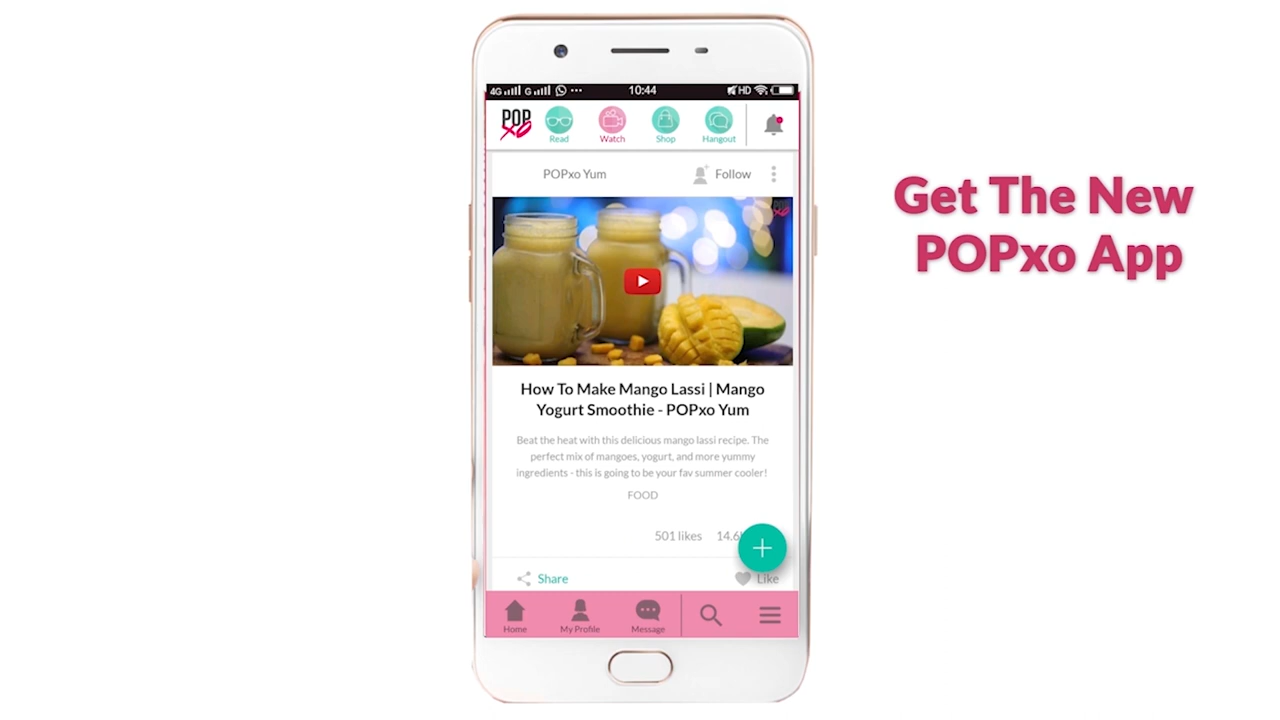 4G G 10:44 HD
POP
xo
Read Watch Shop Hangout
POPxo Yum Follow
How To Make Mango Lassi | Mango
Yogurt Smoothie - POPxo Yum
Beat the heat with this delicious mango lassi recipe. The
perfect mix of mangoes, yogurt, and more yummy
ingredients - this is going to be your fav summer cooler!
FOOD
501 likes 14.6
Share Like
Home My Profile Message
Get The New
POPxo App